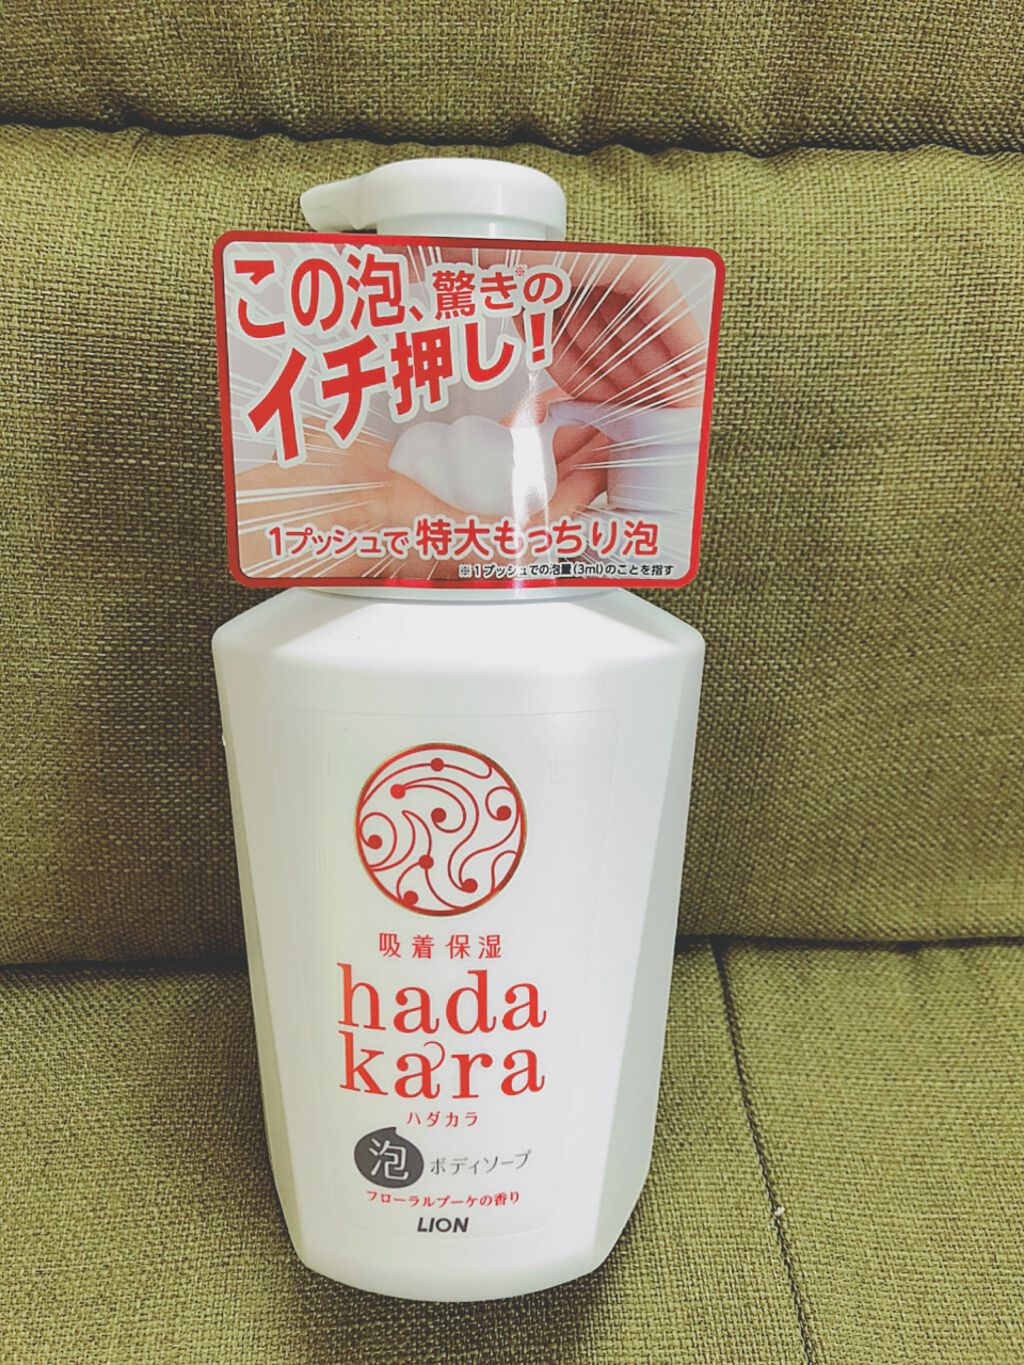 この泡、驚き※の
イチ押し!
1プッシュで特大もっちり泡
※1プッシュでの泡量(3ml)のことを指す
吸着保湿
hada
kara
ハダカラ
泡ボディソープ
フローラルブーケの香り
LION